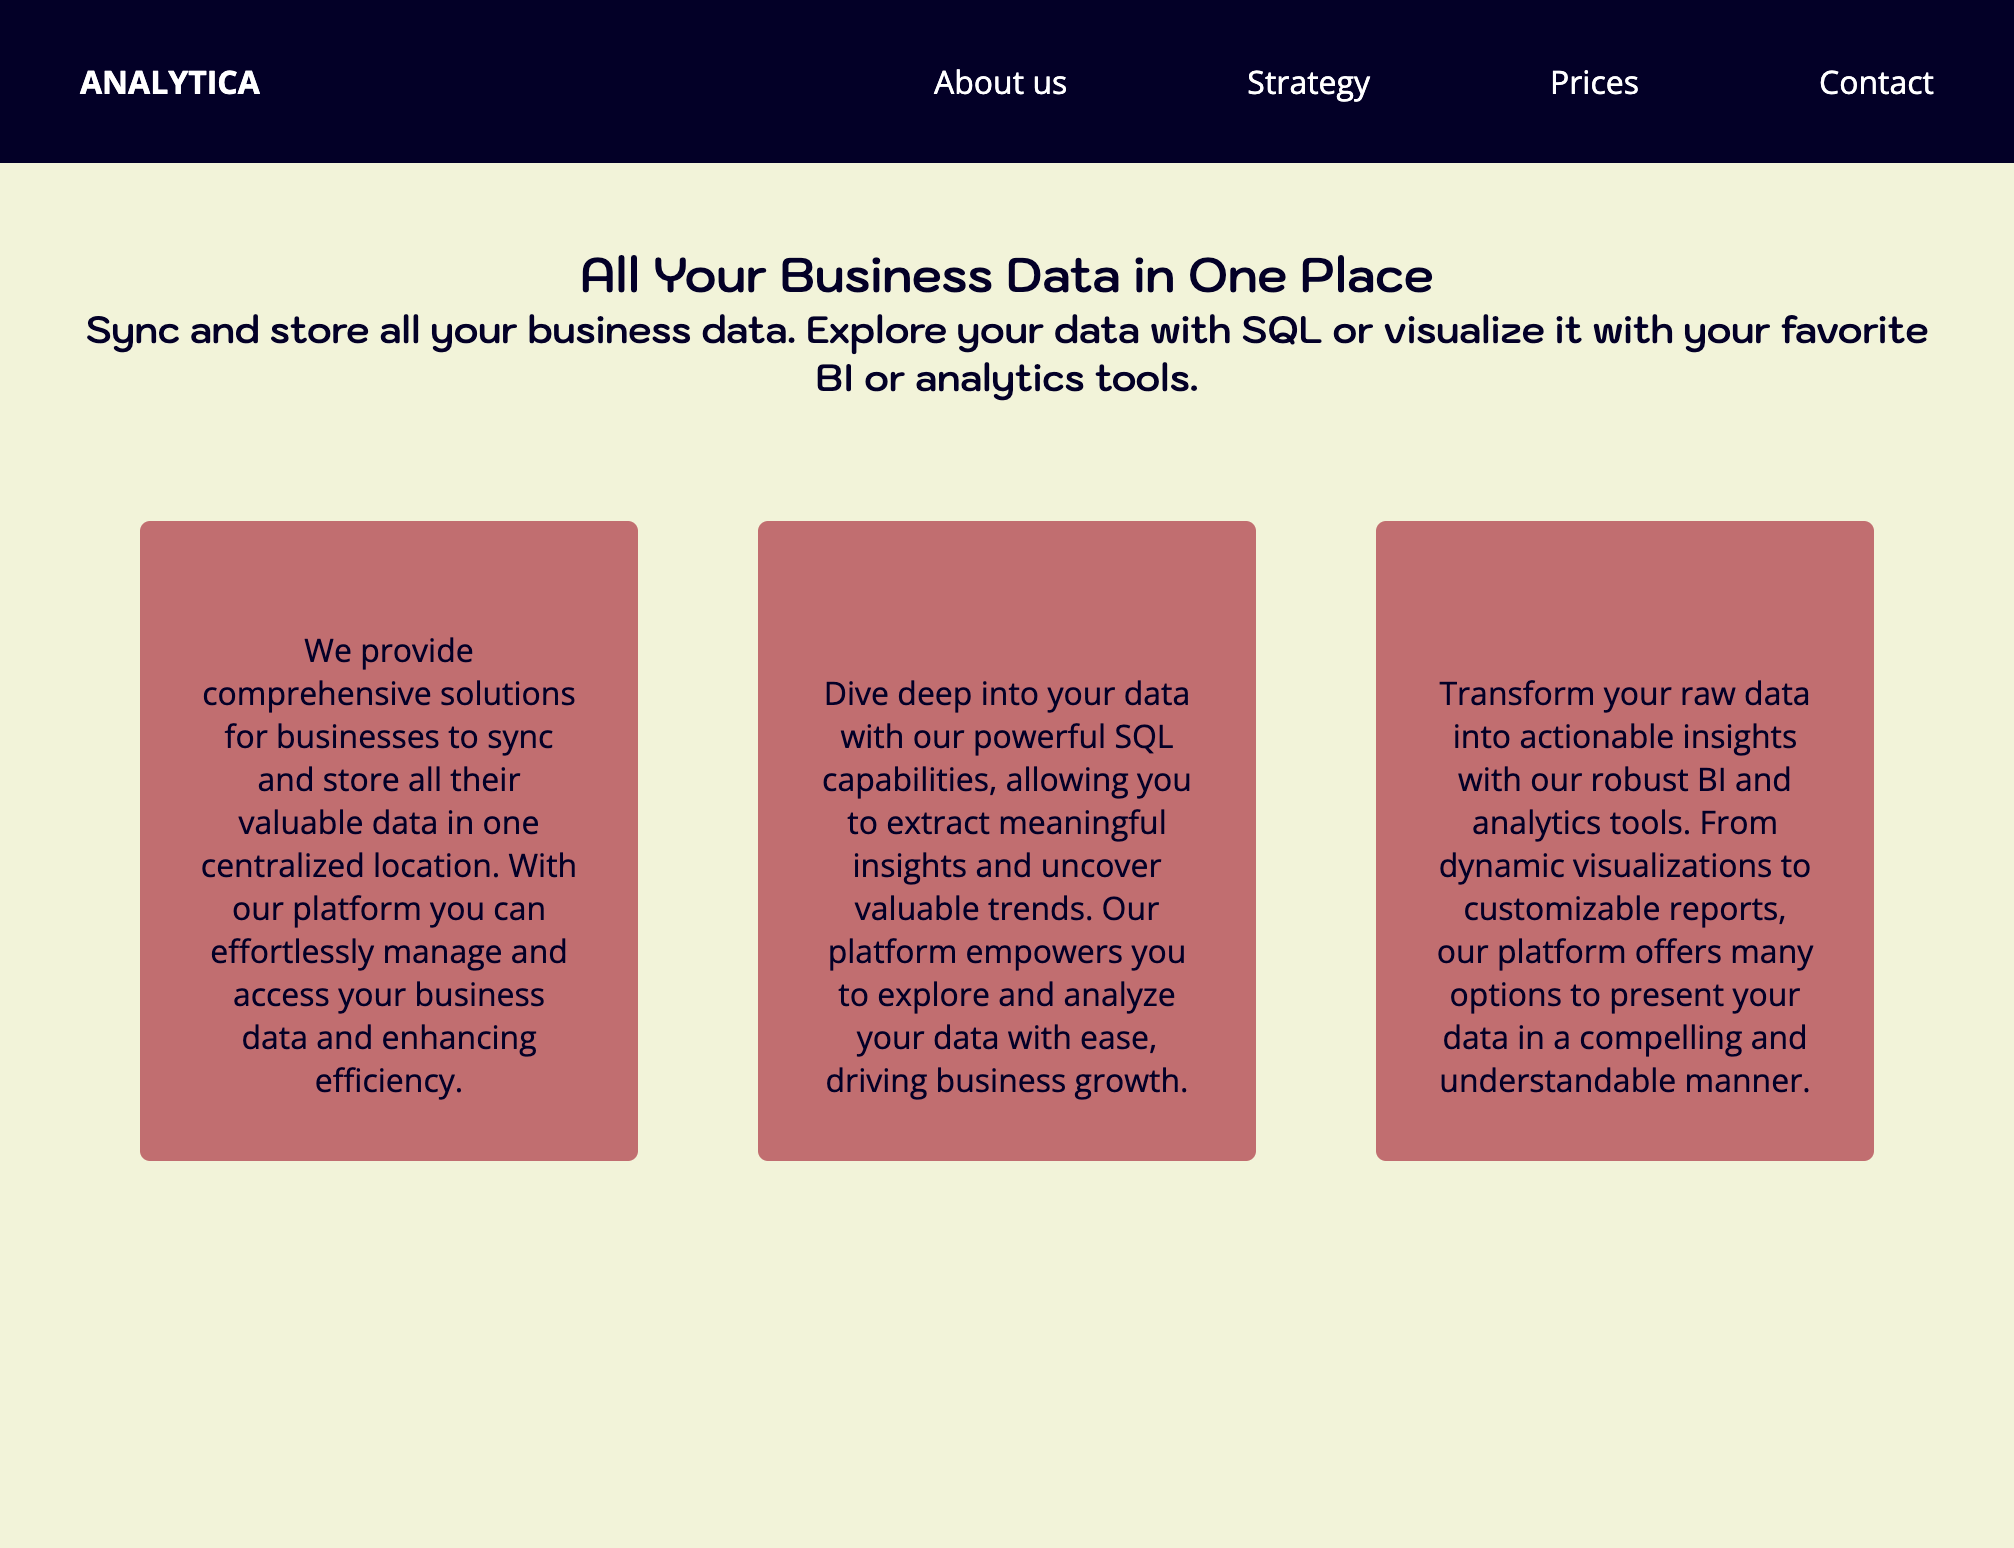 ANALYTICA
About us
Strategy
Prices
Contact
All Your Business Data in One Place
Sync and store all your business data. Explore your data with SQL or visualize it with your favorite
BI or analytics tools.
We provide
comprehensive solutions
for businesses to sync
and store all their
valuable data in one
centralized location. With
our platform you can
effortlessly manage and
access your business
data and enhancing
efficiency.
Dive deep into your data
with our powerful SQL
capabilities, allowing you
to extract meaningful
insights and uncover
valuable trends. Our
platform empowers you
to explore and analyze
your data with ease,
driving business growth.
Transform your raw data
into actionable insights
with our robust BI and
analytics tools. From
dynamic visualizations to
customizable reports,
our platform offers many
options to present your
data in a compelling and
understandable manner.